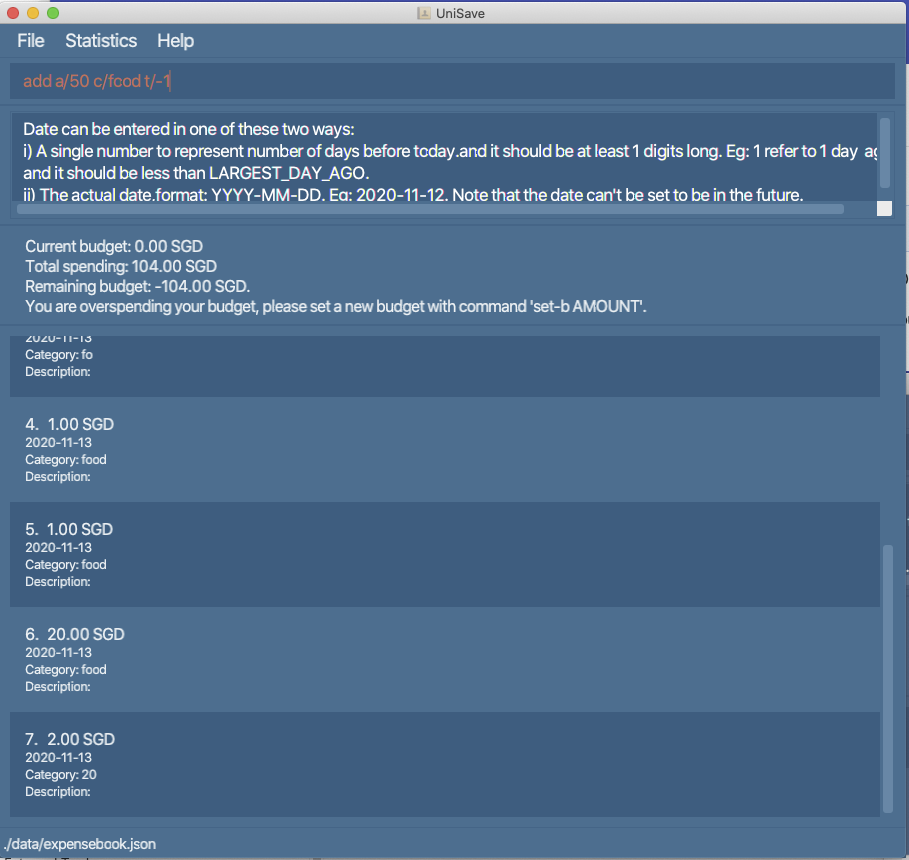 UniSave
File Statistics Help
add a/50 c/fcod t/-1
Date can be entered in one of these two ways:
i) A single number to represent number of days before tcday.and it should be at least 1 digits long. Eg: 1 refer to 1 day ag
and it should be less than LARGEST_DAY_AGO.
ii) The actual date.format: YYYY-MM-DD. Eg: 2020-11-12. Note that the date can't be set to be in the future.
Current budget: 0.00 SGD
Total spending: 104.00 SGD
Remaining budget: -104.00 SGD.
You are overspending your budget, please set a new budget with command 'set-b AMOUNT'.
2020-11-13
Category: fo
Description:
4. 1.00 SGD
2020-11-13
Category: food
Description:
5. 1.00 SGD
2020-11-13
Category: food
Description:
6. 20.00 SGD
2020-11-13
Category: food
Description:
7. 2.00 SGD
2020-11-13
Category: 20
Description:
./data/expensebook.json